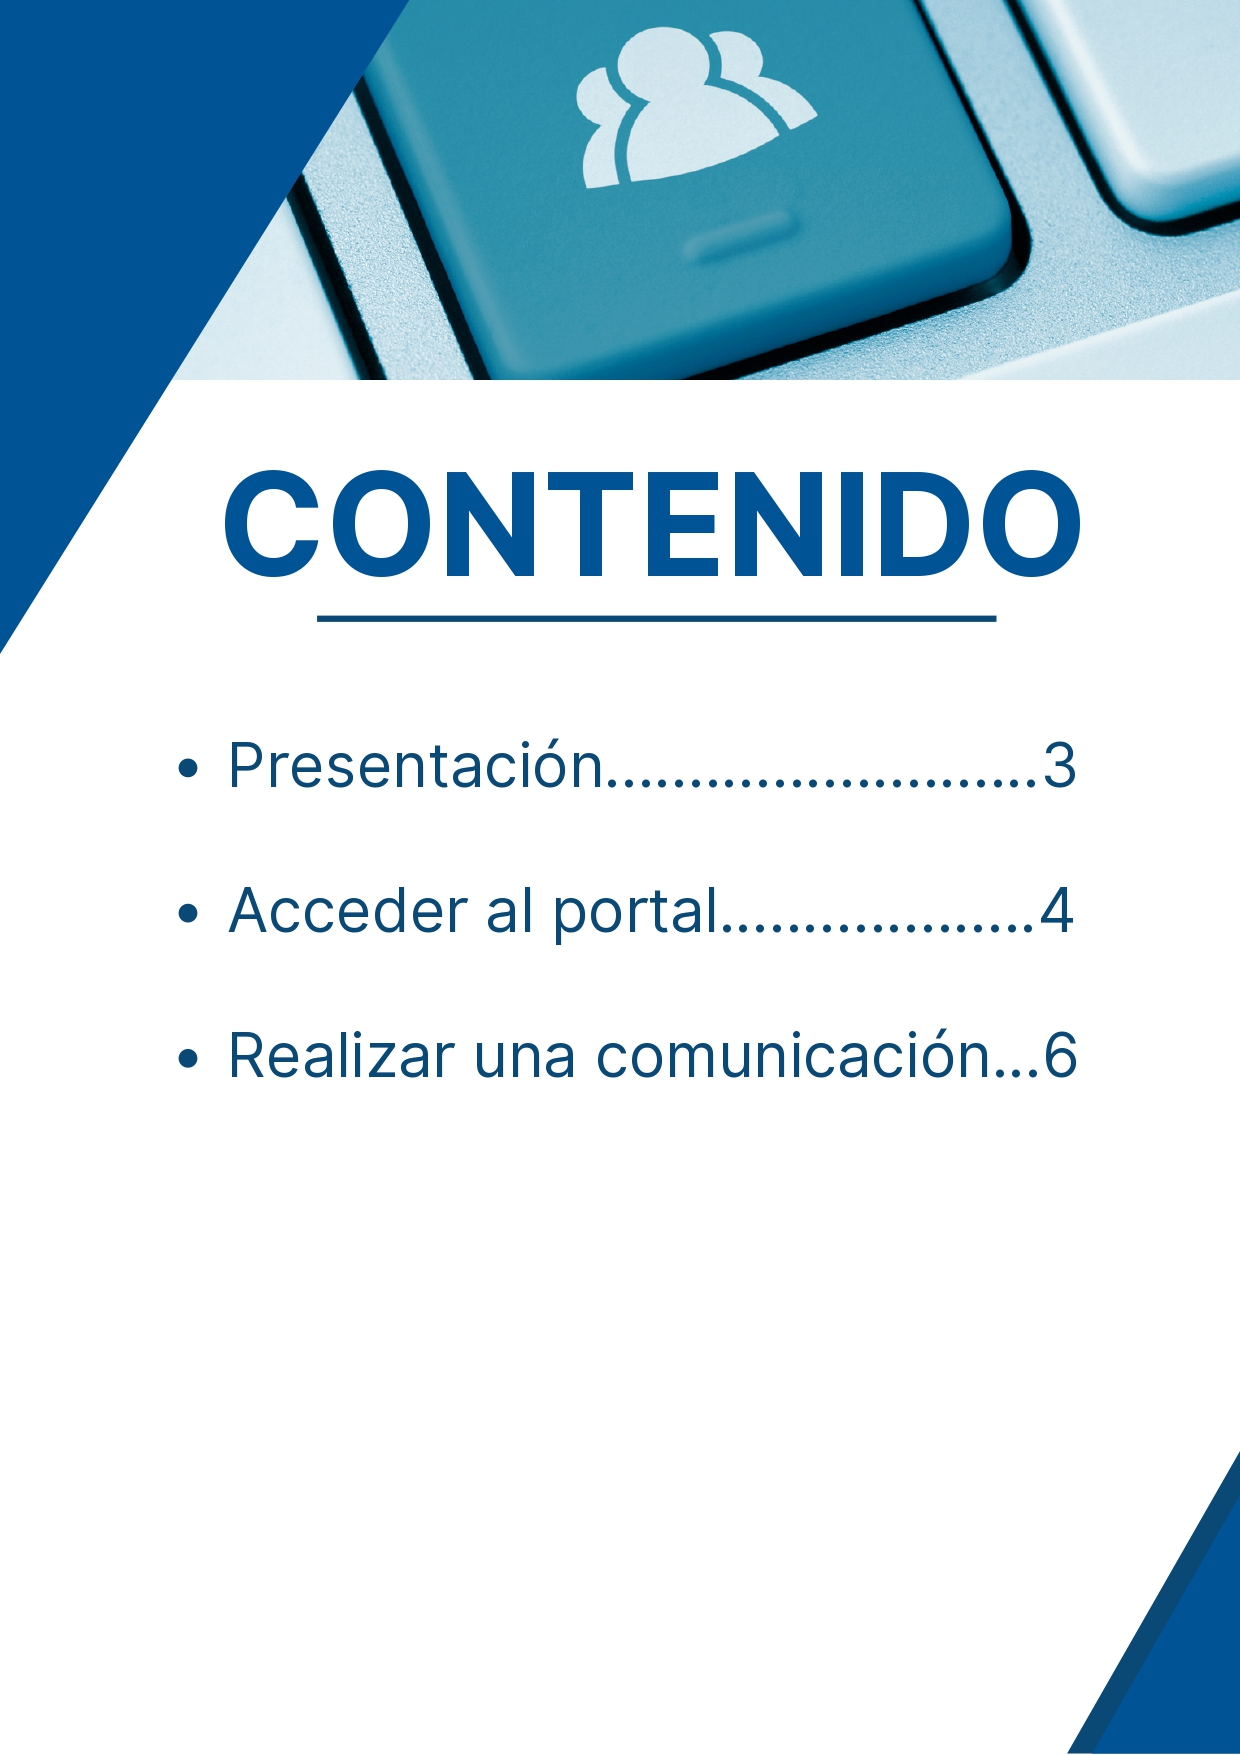 CONTENIDO
• Presentación..........................3
• Acceder al portal...................4
• Realizar una comunicación...6